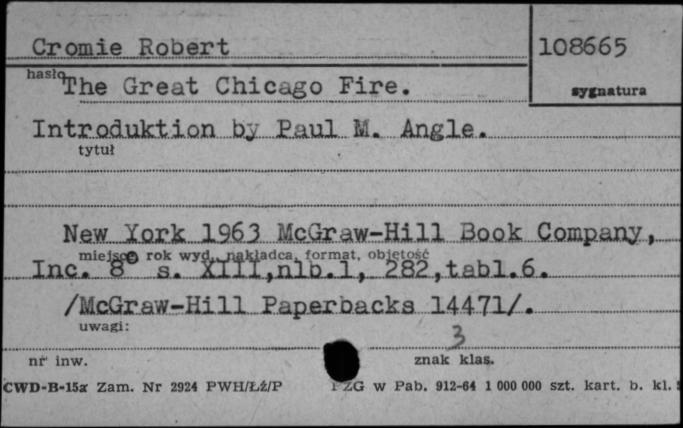 Cromie Robert
108665
hasło
The Great Chicago Fire.
sygnatura
Introduktion by Paul M. Angle.
tytuł
New York 1963 McGraw-Hill Book Company,
miejsce rok wyd., nakładca, format, objętość
Inc. 8° s. XIII,nlb.1, 282,tabl.6.
/McGraw-Hill Paperbacks 14471/.
uwagi:
3
nr inw.
znak klas.
CWD-B-15a Zam. Nr 2924 PWH/Łź/P
PZG w Pab. 912-64 1 000 000 szt. kart. b. kl.